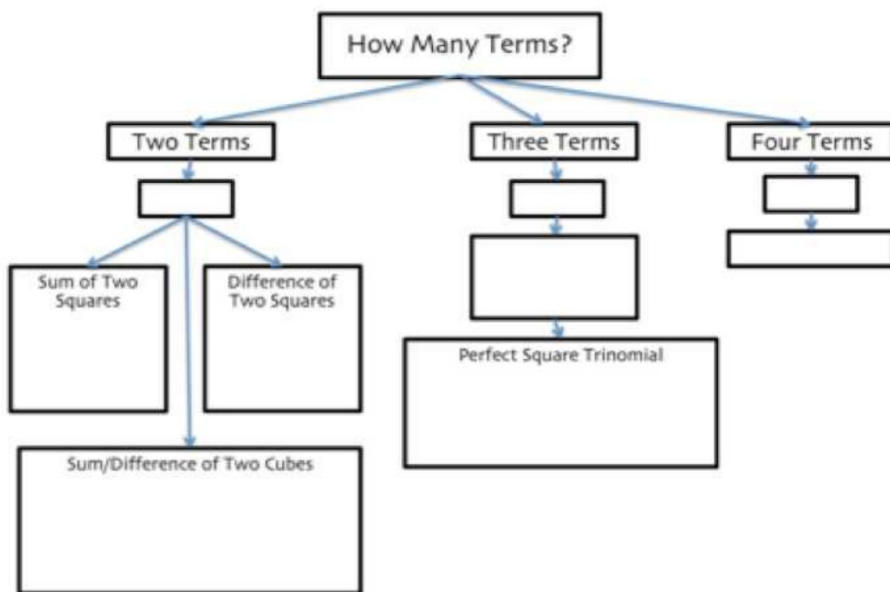 How Many Terms?
Two Terms
Three Terms
Four Terms
Sum of Two
Squares
Difference of
Two Squares
Perfect Square Trinomial
Sum/Difference of Two Cubes